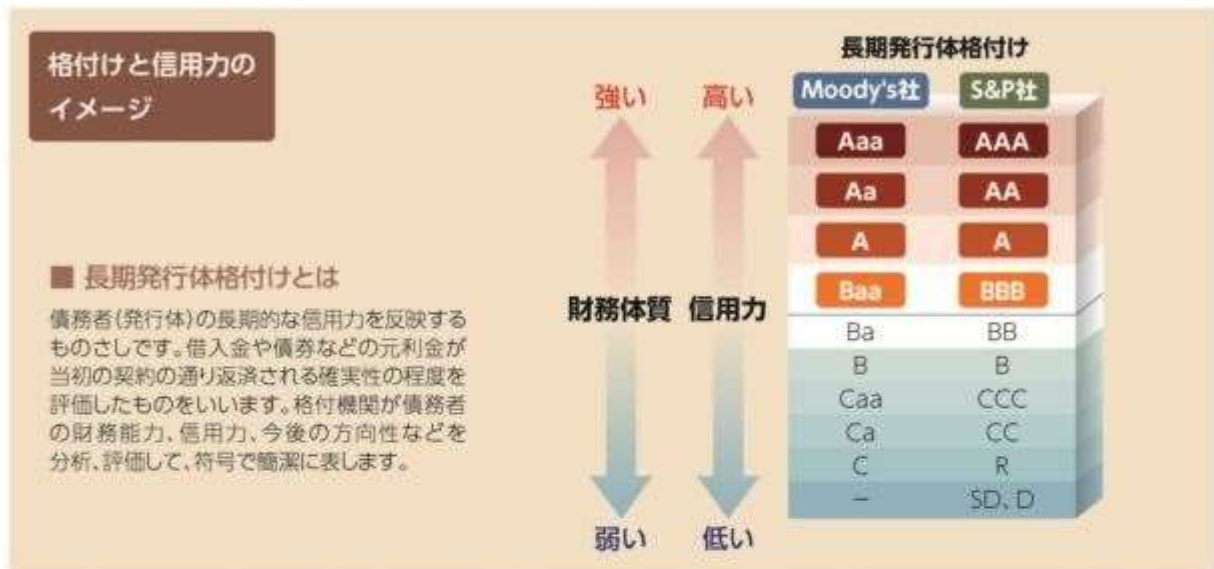 格付けと信用力の
イメージ
■ 長期発行体格付けとは
債務者(発行体)の長期的な信用力を反映する
ものさしです。借入金や債券などの元利金が
当初の契約の通り返済される確実性の程度を
評価したものをいいます。格付機関が債務者
の財務能力、信用力、今後の方向性などを
分析、評価して、符号で簡潔に表します。
強い 高い
財務体質 信用力
弱い 低い
長期発行体格付け
Moody's社 S&P社
Aaa AAA
Aa AA
A A
Baa BBB
Ba BB
B B
Caa CCC
Ca CC
C R
− SD、D